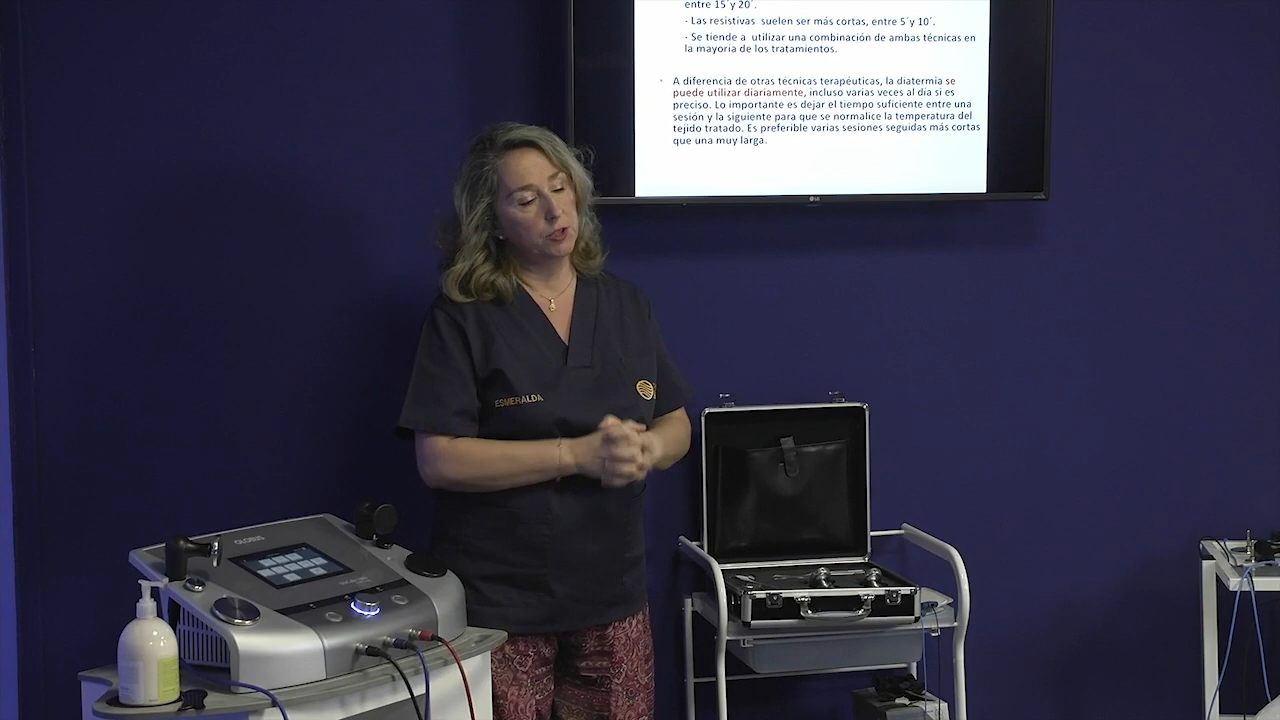 entre 15´y 20´.
- Las resistivas suelen ser más cortas, entre 5´y 10´.
- Se tiende a utilizar una combinación de ambas técnicas en
la mayoria de los tratamientos.
• A diferencia de otras técnicas terapéuticas, la diatermia se
puede utilizar diariamente, incluso varias veces al día si es
preciso. Lo importante es dejar el tiempo suficiente entre una
sesión y la siguiente para que se normalice la temperatura del
tejido tratado. Es preferible varias sesiones seguidas más cortas
que una muy larga.
LG
ESMERALDA
GLOBUS